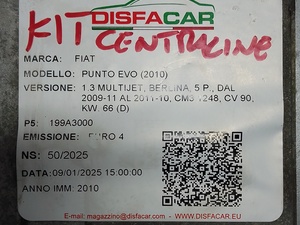 DISFACAR
KIT CENTRALINE
MARCA: FIAT
MODELLO: PUNTO EVO (2010)
VERSIONE: 1.3 MULTIJET, BERLINA, 5 P., DAL
2009-11 AL 2011-10, CM3 1248, CV 90,
KW. 66 (D)
P5: 199A3000
EMISSIONE: EURO 4
NS: 50/2025
DATA: 09/01/2025 15:00:00
ANNO IMM: 2010
E-mail: magazzino@disfacar.com
WWW.DISFACAR.EU